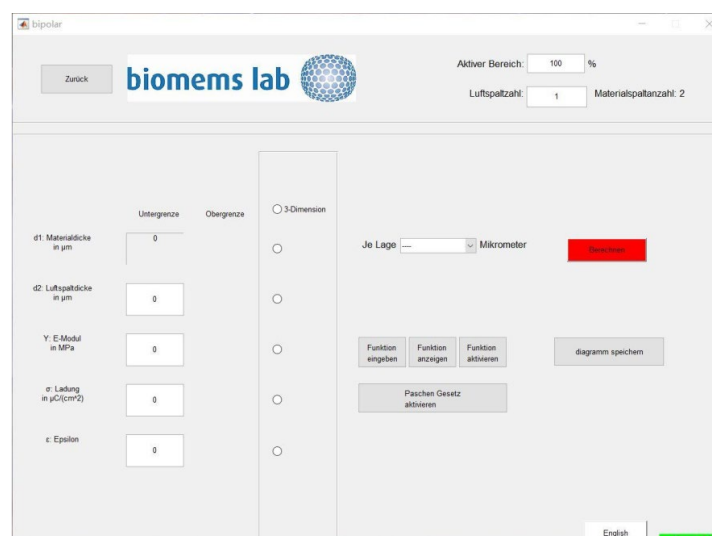 bipolar
Zurück
biomems lab
Aktiver Bereich: 100 %
Luftspaltzahl: 1 Materialspaltanzahl: 2
Untergrenze Obergrenze 3-Dimension
d1: Materialdicke
in µm
0
Je Lage ---- Mikrometer
Berechnen
d2: Luftspaltdicke
in µm
0
Y: E-Modul
in MPa
0
Funktion
eingeben
Funktion
anzeigen
Funktion
aktivieren
diagramm speichern
σ: Ladung
in µC/(cm^2)
0
Paschen Gesetz
aktivieren
ε: Epsilon
0
English